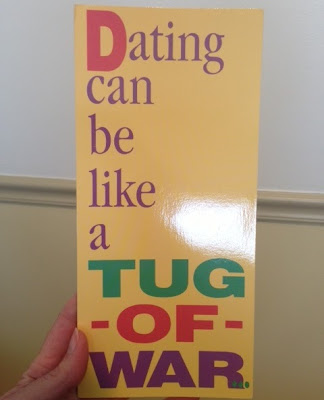 Dating
can
be
like
a
TUG
-OF-
WAR